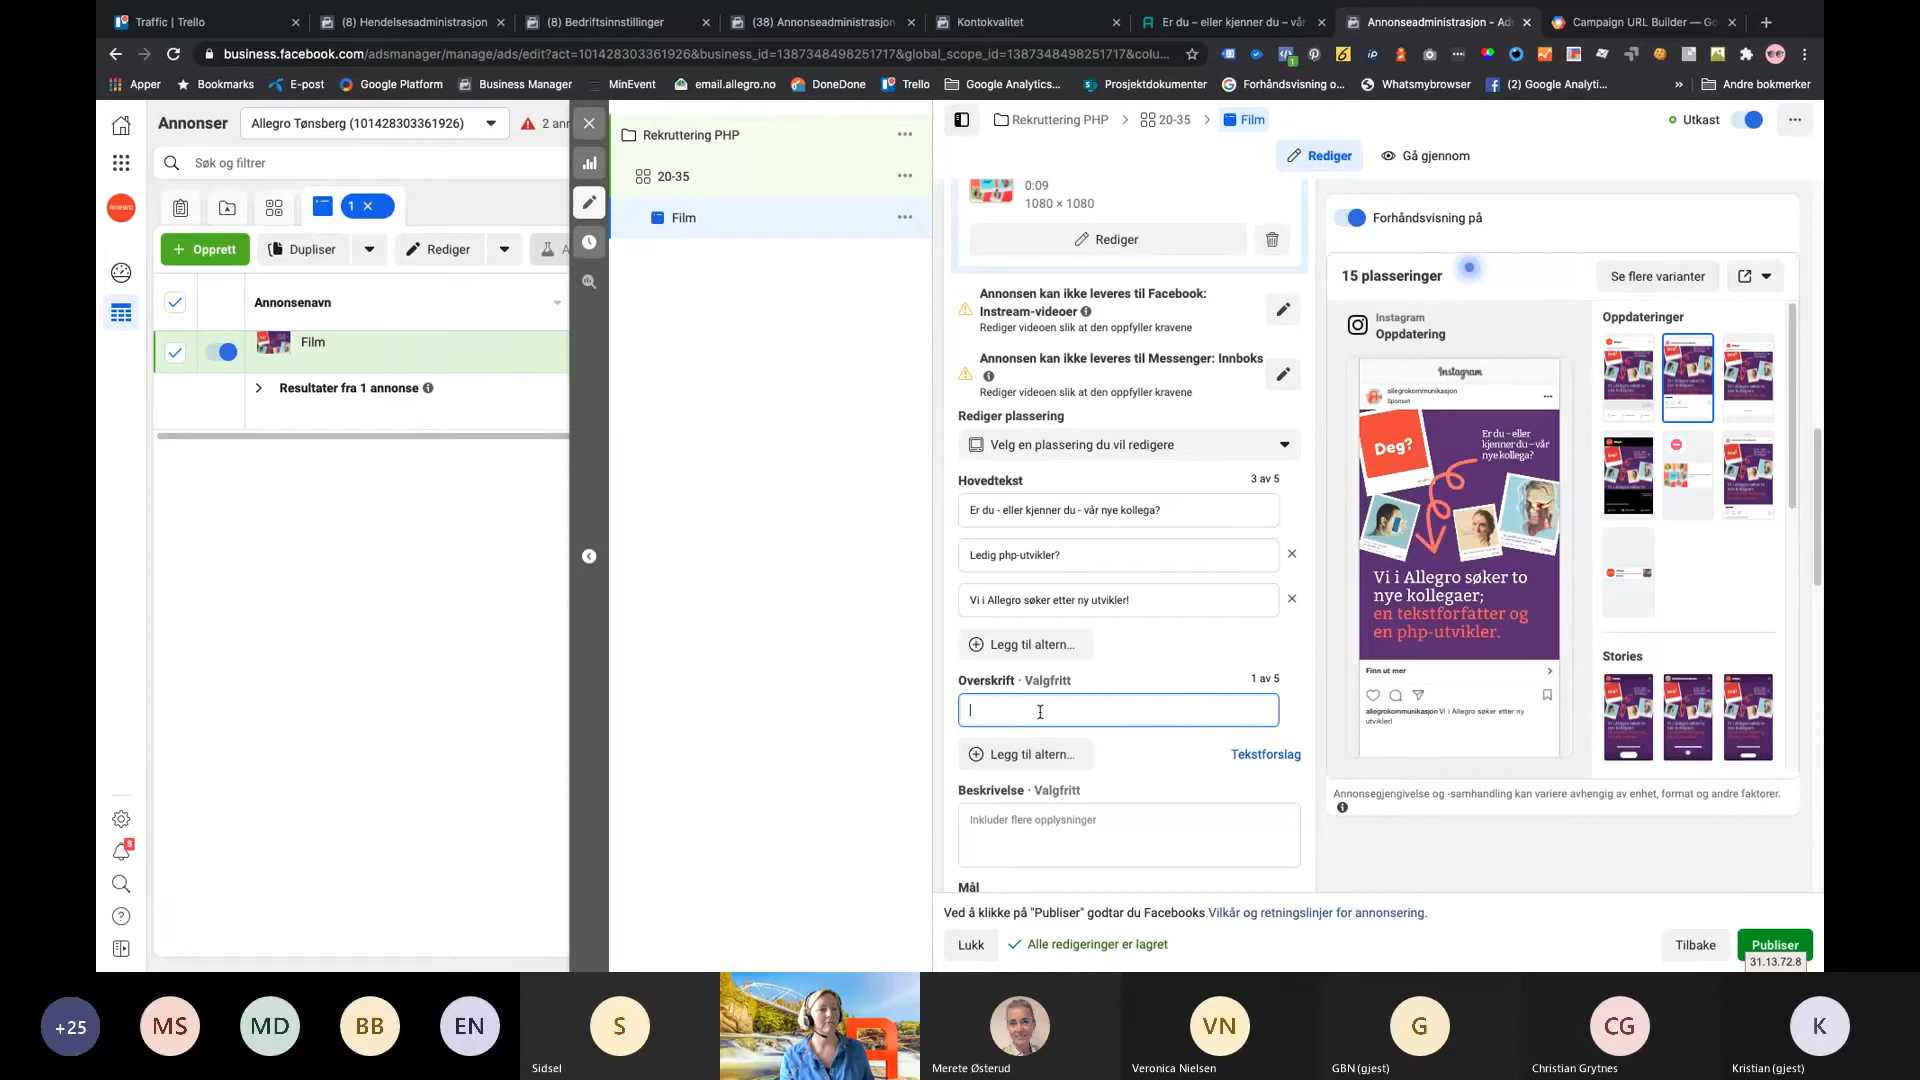 Traffic | Trello
(8) Hendelsesadministrasjon
(8) Bedriftsinnstillinger
(38) Annonseadministrasjon
Kontokvalitet
Er du – eller kjenner du – vår
Annonseadministrasjon - Ad
Campaign URL Builder — Go
business.facebook.com/adsmanager/manage/ads/edit?act=101428303361926&business_id=1387348498251717&global_scope_id=1387348498251717&colu...
Apper
Bookmarks
E-post
Google Platform
Business Manager
MinEvent
email.allegro.no
DoneDone
Trello
Google Analytics...
Prosjektdokumenter
Forhåndsvisning o...
Whatsmybrowser
(2) Google Analyti...
»
Andre bokmerker
Annonser
Allegro Tønsberg (101428303361926)
2 ann
Søk og filtrer
1
Opprett
Dupliser
Rediger
A
Annonsenavn
Film
Resultater fra 1 annonse
8
Rekruttering PHP
20-35
Film
Rekruttering PHP
20-35
Film
Utkast
Rediger
Gå gjennom
0:09
1080 × 1080
Rediger
Annonsen kan ikke leveres til Facebook:
Instream-videoer
Rediger videoen slik at den oppfyller kravene
Annonsen kan ikke leveres til Messenger: Innboks
Rediger videoen slik at den oppfyller kravene
Rediger plassering
Velg en plassering du vil redigere
Hovedtekst
3 av 5
Er du - eller kjenner du - vår nye kollega?
Ledig php-utvikler?
Vi i Allegro søker etter ny utvikler!
Legg til altern...
Overskrift · Valgfritt
1 av 5
Legg til altern...
Tekstforslag
Beskrivelse · Valgfritt
Inkluder flere opplysninger
Mål
Forhåndsvisning på
15 plasseringer
Se flere varianter
Instagram
Oppdatering
Instagram
allegrokommunikasjon
Sponset
Deg?
Er du – eller
kjenner du – vår
nye kollega?
Vi i Allegro søker to
nye kollegaer;
en tekstforfatter og
en php-utvikler.
Finn ut mer
allegrokommunikasjon Vi i Allegro søker etter ny
utvikler!
Oppdateringer
Stories
Annonsegjengivelse og -samhandling kan variere avhengig av enhet, format og andre faktorer.
Ved å klikke på "Publiser" godtar du Facebooks Vilkår og retningslinjer for annonsering.
Lukk
Alle redigeringer er lagret
Tilbake
Publiser
31.13.72.8
+25
MS
MD
BB
EN
S
Sidsel
Merete Østerud
VN
Veronica Nielsen
G
GBN (gjest)
CG
Christian Grytnes
K
Kristian (gjest)